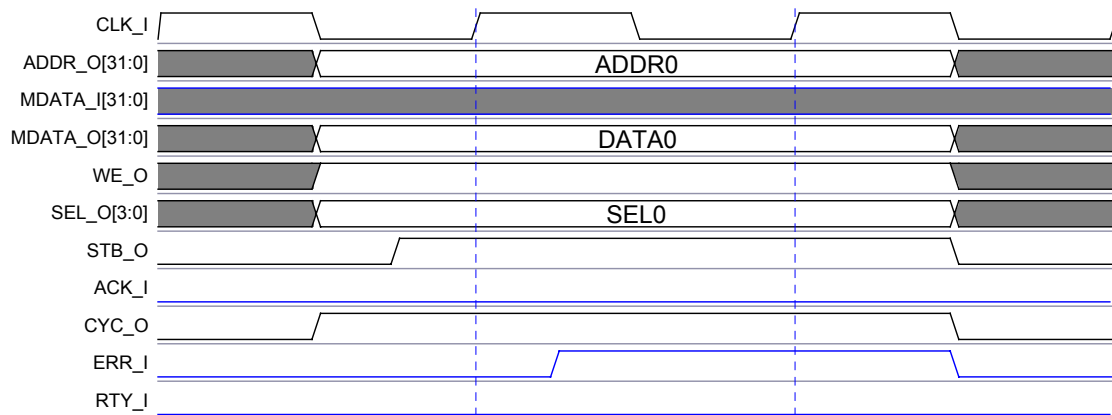 CLK_I
ADDR_O[31:0] ADDR0
MDATA_I[31:0]
MDATA_O[31:0] DATA0
WE_O
SEL_O[3:0] SEL0
STB_O
ACK_I
CYC_O
ERR_I
RTY_I